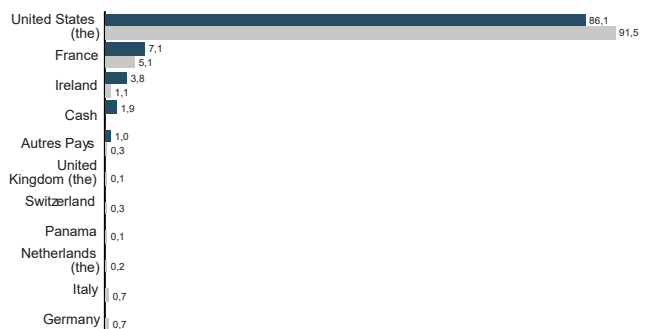 United States
(the)
86,1
91,5
France
7,1
5,1
Ireland
3,8
1,1
Cash
1,9
Autres Pays
1,0
0,3
United
Kingdom (the)
0,1
Switzerland
0,3
Panama
0,1
Netherlands
(the)
0,2
Italy
0,7
Germany
0,7